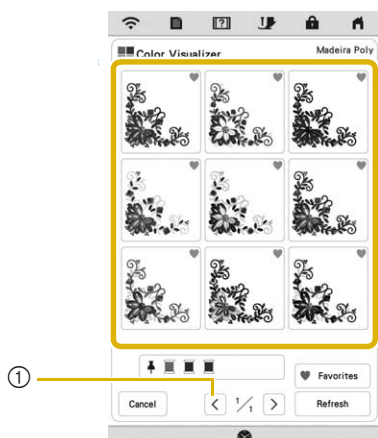 ?
Color Visualizer
Madeira Poly
①
Favorites
Cancel
< 1/1 >
Refresh